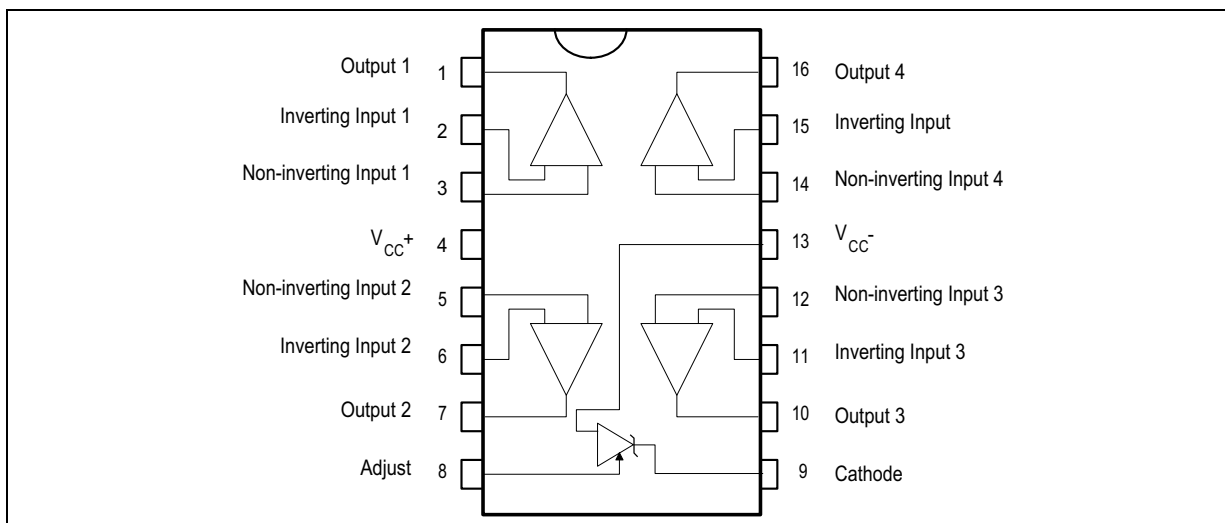 Output 1 1
Inverting Input 1 2
Non-inverting Input 1 3
VCC+ 4
Non-inverting Input 2 5
Inverting Input 2 6
Output 2 7
Adjust 8
16 Output 4
15 Inverting Input
14 Non-inverting Input 4
13 VCC-
12 Non-inverting Input 3
11 Inverting Input 3
10 Output 3
9 Cathode